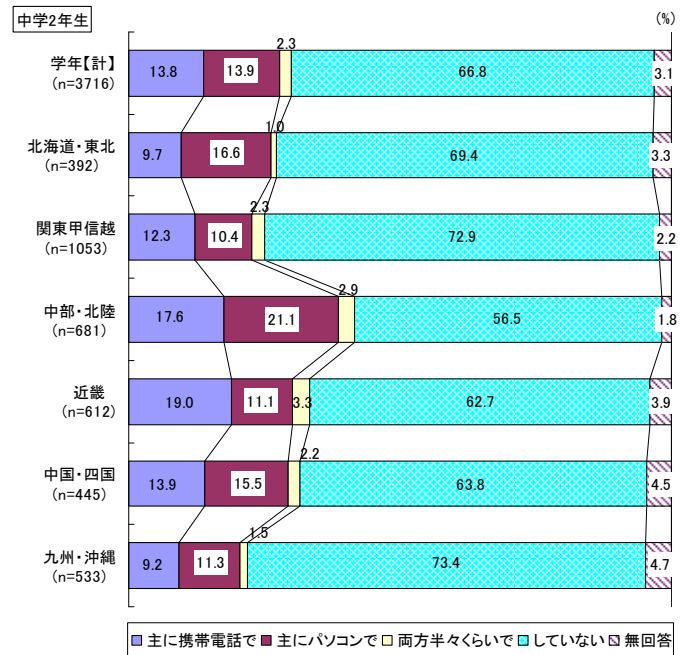 中学2年生
(%)
学年【計】
(n=3716)
13.8
13.9
2.3
66.8
3.1
北海道・東北
(n=392)
9.7
16.6
1.0
69.4
3.3
関東甲信越
(n=1053)
12.3
10.4
2.3
72.9
2.2
中部・北陸
(n=681)
17.6
21.1
2.9
56.5
1.8
近畿
(n=612)
19.0
11.1
3.3
62.7
3.9
中国・四国
(n=445)
13.9
15.5
2.2
63.8
4.5
九州・沖縄
(n=533)
9.2
11.3
1.5
73.4
4.7
主に携帯電話で 主にパソコンで 両方半々くらいで していない 無回答